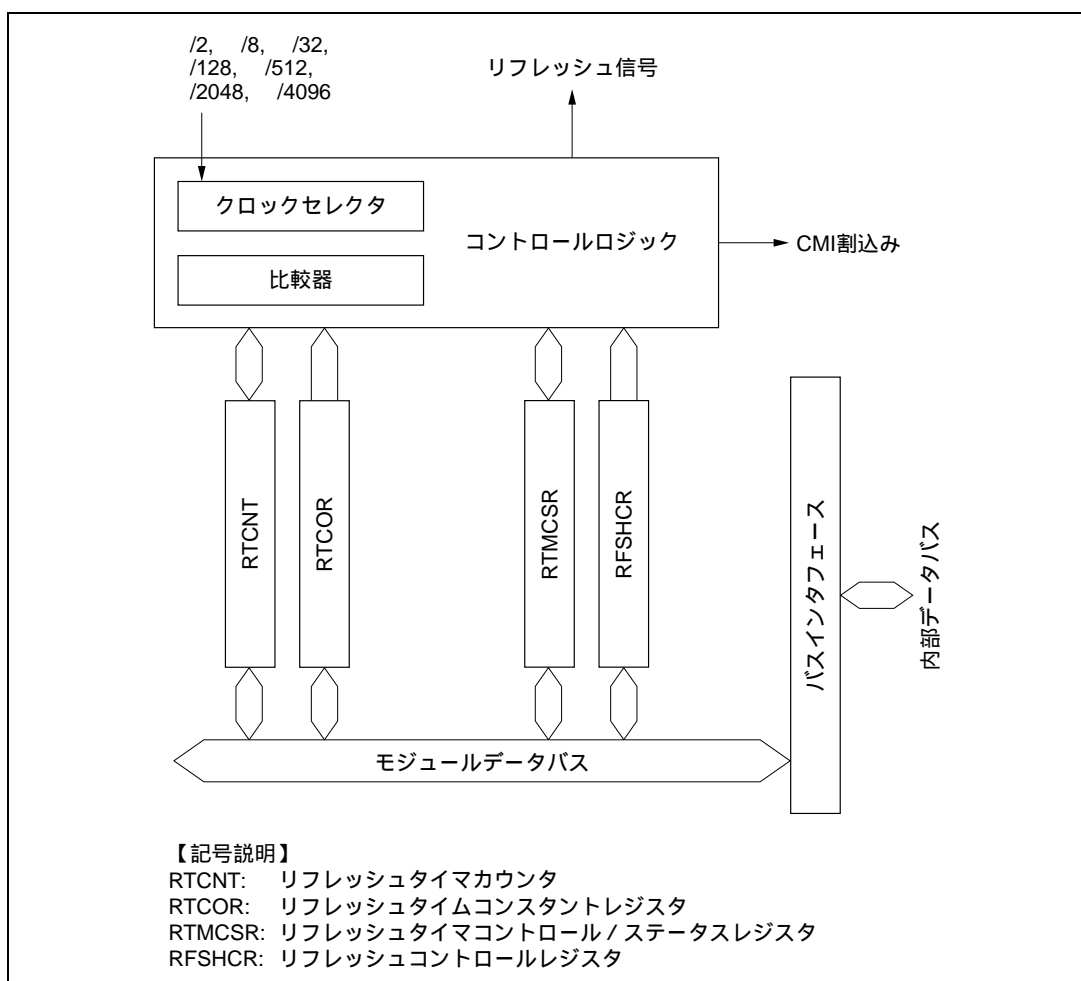 /2, /8, /32,
/128, /512,
/2048, /4096
リフレッシュ信号
クロックセレクタ
コントロールロジック
比較器
CMI割込み
RTCNT
RTCOR
RTMCSR
RFSHCR
バスインタフェース
内部データバス
モジュールデータバス
【記号説明】
RTCNT: リフレッシュタイマカウンタ
RTCOR: リフレッシュタイムコンスタントレジスタ
RTMCSR: リフレッシュタイマコントロール / ステータスレジスタ
RFSHCR: リフレッシュコントロールレジスタ